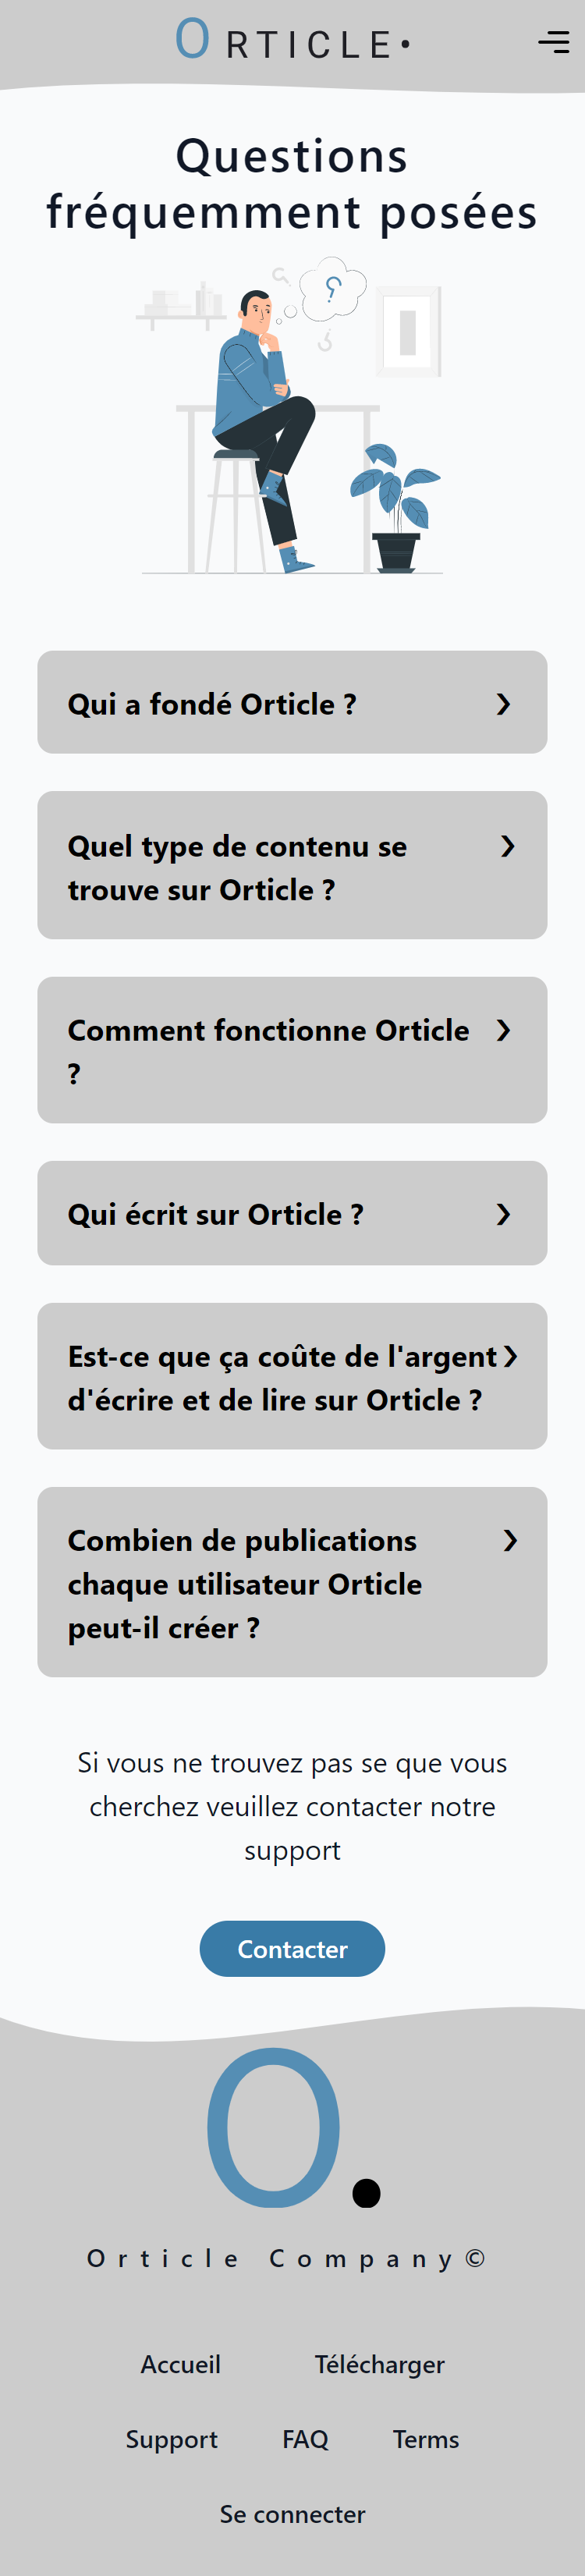 ORTICLE•
Questions
fréquemment posées
?
?
?
Qui a fondé Orticle ?
Quel type de contenu se
trouve sur Orticle ?
Comment fonctionne Orticle
?
Qui écrit sur Orticle ?
Est-ce que ça coûte de l'argent
d'écrire et de lire sur Orticle ?
Combien de publications
chaque utilisateur Orticle
peut-il créer ?
Si vous ne trouvez pas se que vous
cherchez veuillez contacter notre
support
Contacter
O.
Orticle Company©
Accueil Télécharger
Support FAQ Terms
Se connecter